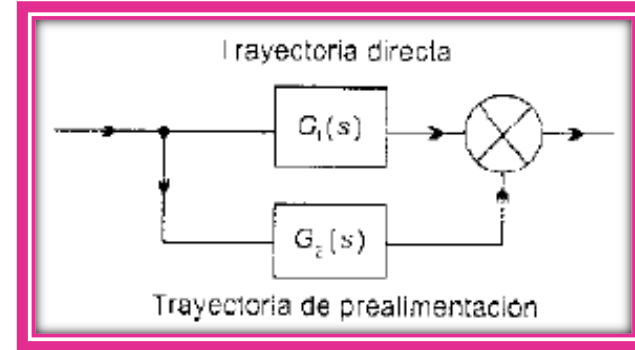 Trayectoria directa
G₁(s)
G₂(s)
Trayectoria de prealimentación